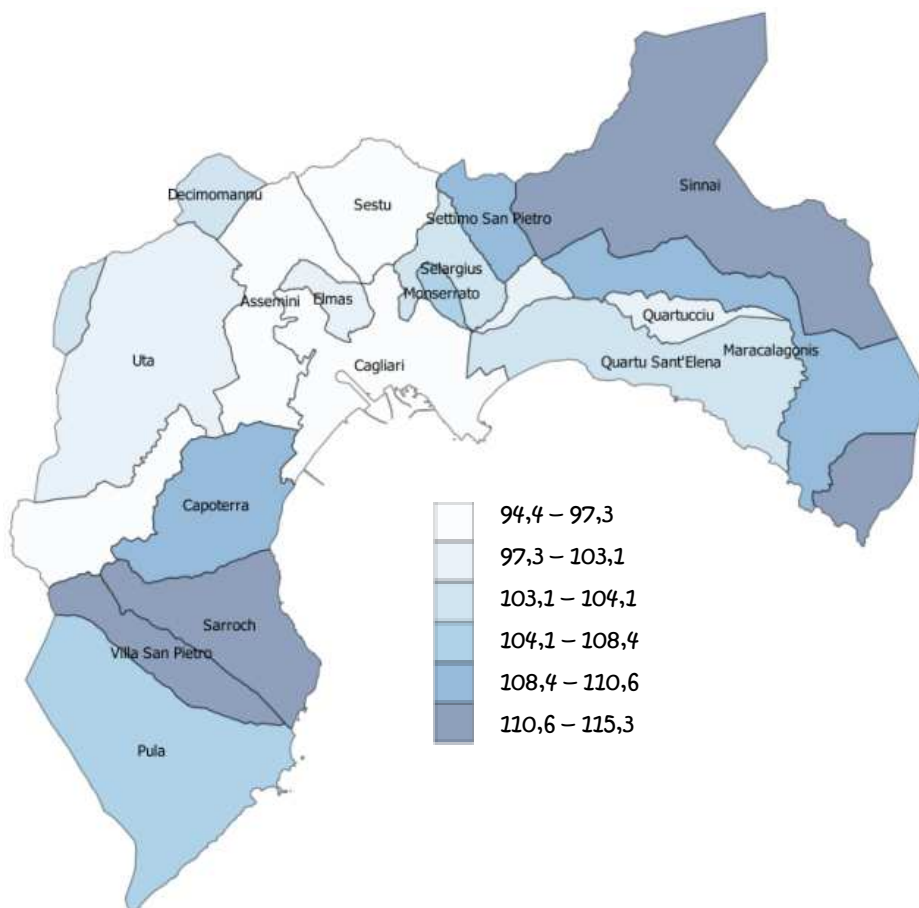 Sinnai
Decimomannu
Sestu
Settimo San Pietro
Selargius
Monserrato
Assemini
Elmas
Quartucciu
Maracalagonis
Uta
Cagliari
Quartu Sant'Elena
Capoterra
94,4 – 97,3
97,3 – 103,1
103,1 – 104,1
104,1 – 108,4
108,4 – 110,6
110,6 – 115,3
Sarroch
Villa San Pietro
Pula